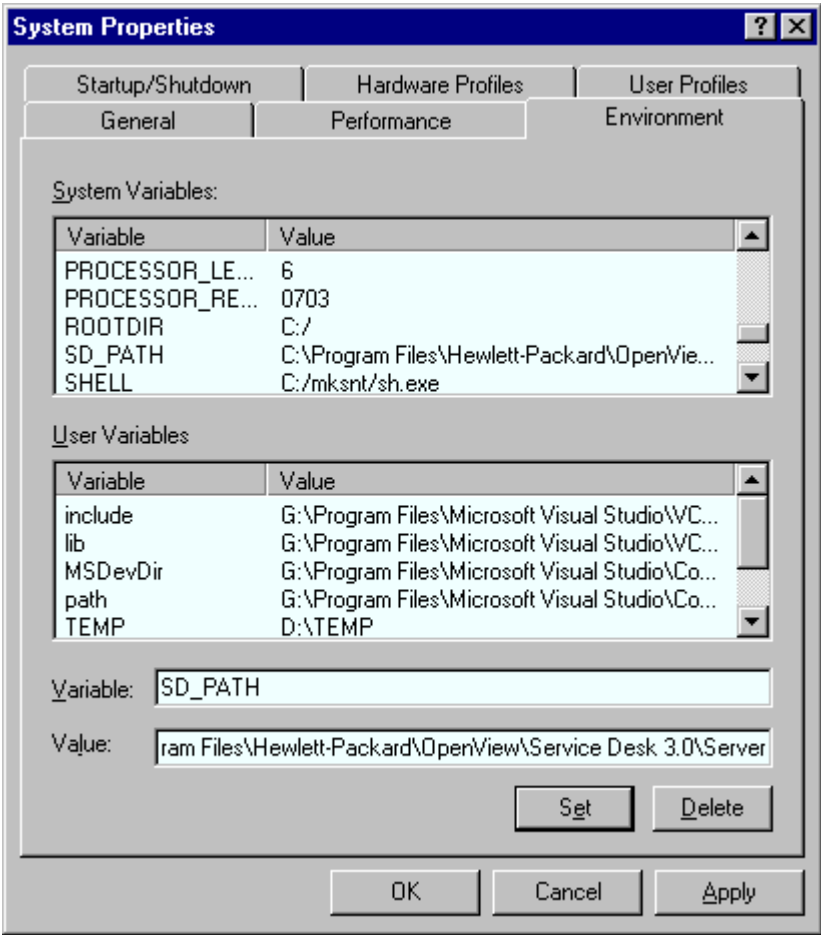 System Properties
Startup/Shutdown Hardware Profiles User Profiles
General Performance Environment
System Variables:
Variable Value
PROCESSOR_LE... 6
PROCESSOR_RE... 0703
ROOTDIR C:/
SD_PATH C:\Program Files\Hewlett-Packard\OpenVie...
SHELL C:/mksnt/sh.exe
User Variables
Variable Value
include G:\Program Files\Microsoft Visual Studio\VC...
lib G:\Program Files\Microsoft Visual Studio\VC...
MSDevDir G:\Program Files\Microsoft Visual Studio\Co...
path G:\Program Files\Microsoft Visual Studio\Co...
TEMP D:\TEMP
Variable: SD_PATH
Value: ram Files\Hewlett-Packard\OpenView\Service Desk 3.0\Server
Set Delete
OK Cancel Apply